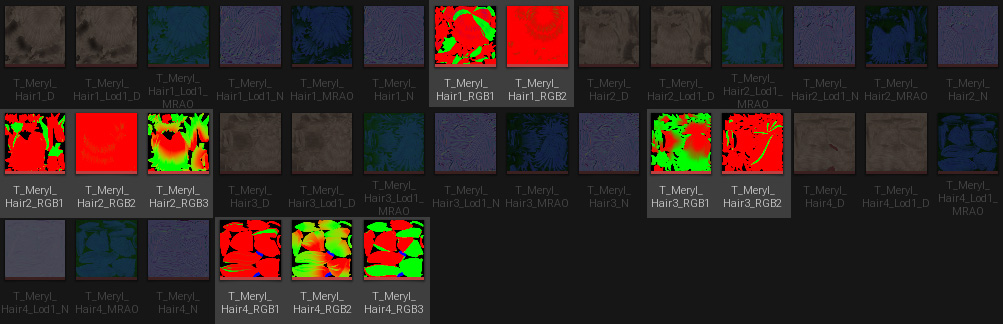 T_Meryl_ T_Meryl_ T_Meryl_ T_Meryl_ T_Meryl_ T_Meryl_ T_Meryl_ T_Meryl_ T_Meryl_ T_Meryl_ T_Meryl_ T_Meryl_ T_Meryl_ T_Meryl_
Hair1_D Hair1_Lod1_D Hair1_Lod1_ Hair1_Lod1_N Hair1_MRAO Hair1_N Hair1_RGB1 Hair1_RGB2 Hair2_D Hair2_Lod1_D Hair2_Lod1_ Hair2_Lod1_N Hair2_MRAO Hair2_N
MRAO MRAO
T_Meryl_ T_Meryl_ T_Meryl_ T_Meryl_ T_Meryl_ T_Meryl_ T_Meryl_ T_Meryl_ T_Meryl_ T_Meryl_ T_Meryl_ T_Meryl_ T_Meryl_ T_Meryl_
Hair2_RGB1 Hair2_RGB2 Hair2_RGB3 Hair3_D Hair3_Lod1_D Hair3_Lod1_ Hair3_Lod1_N Hair3_MRAO Hair3_N Hair3_RGB1 Hair3_RGB2 Hair4_D Hair4_Lod1_D Hair4_Lod1_
MRAO MRAO
T_Meryl_ T_Meryl_ T_Meryl_ T_Meryl_ T_Meryl_ T_Meryl_
Hair4_Lod1_N Hair4_MRAO Hair4_N Hair4_RGB1 Hair4_RGB2 Hair4_RGB3